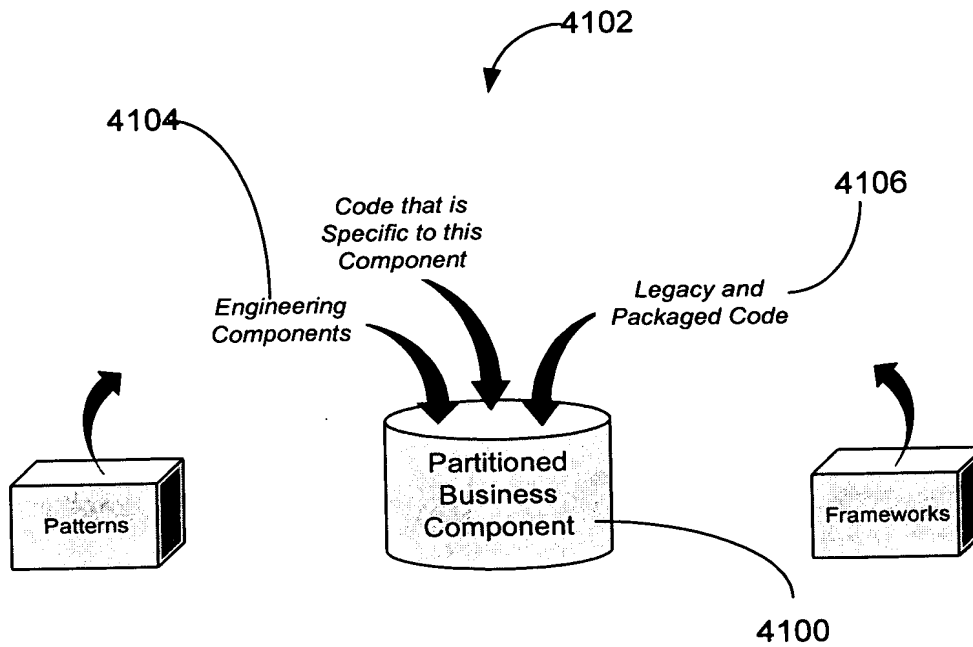 4102
4104
4106
Code that is
Specific to this
Component
Engineering
Components
Legacy and
Packaged Code
Partitioned
Business
Component
Patterns
Frameworks
4100